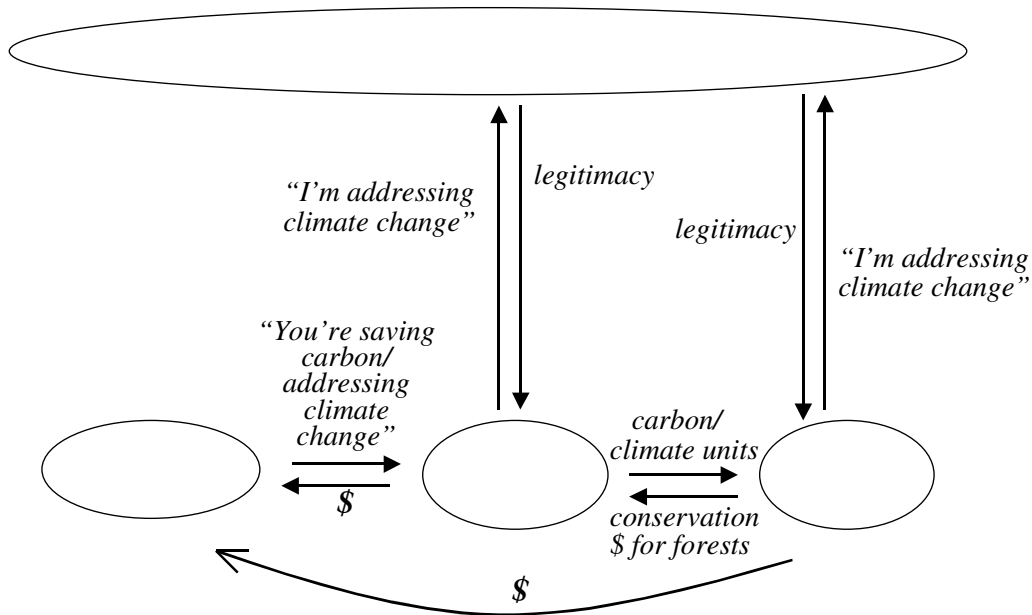 “I'm addressing
climate change”
legitimacy
legitimacy
“I'm addressing
climate change”
“You're saving
carbon/
addressing
climate
change”
$
carbon/
climate units
conservation
$ for forests
$